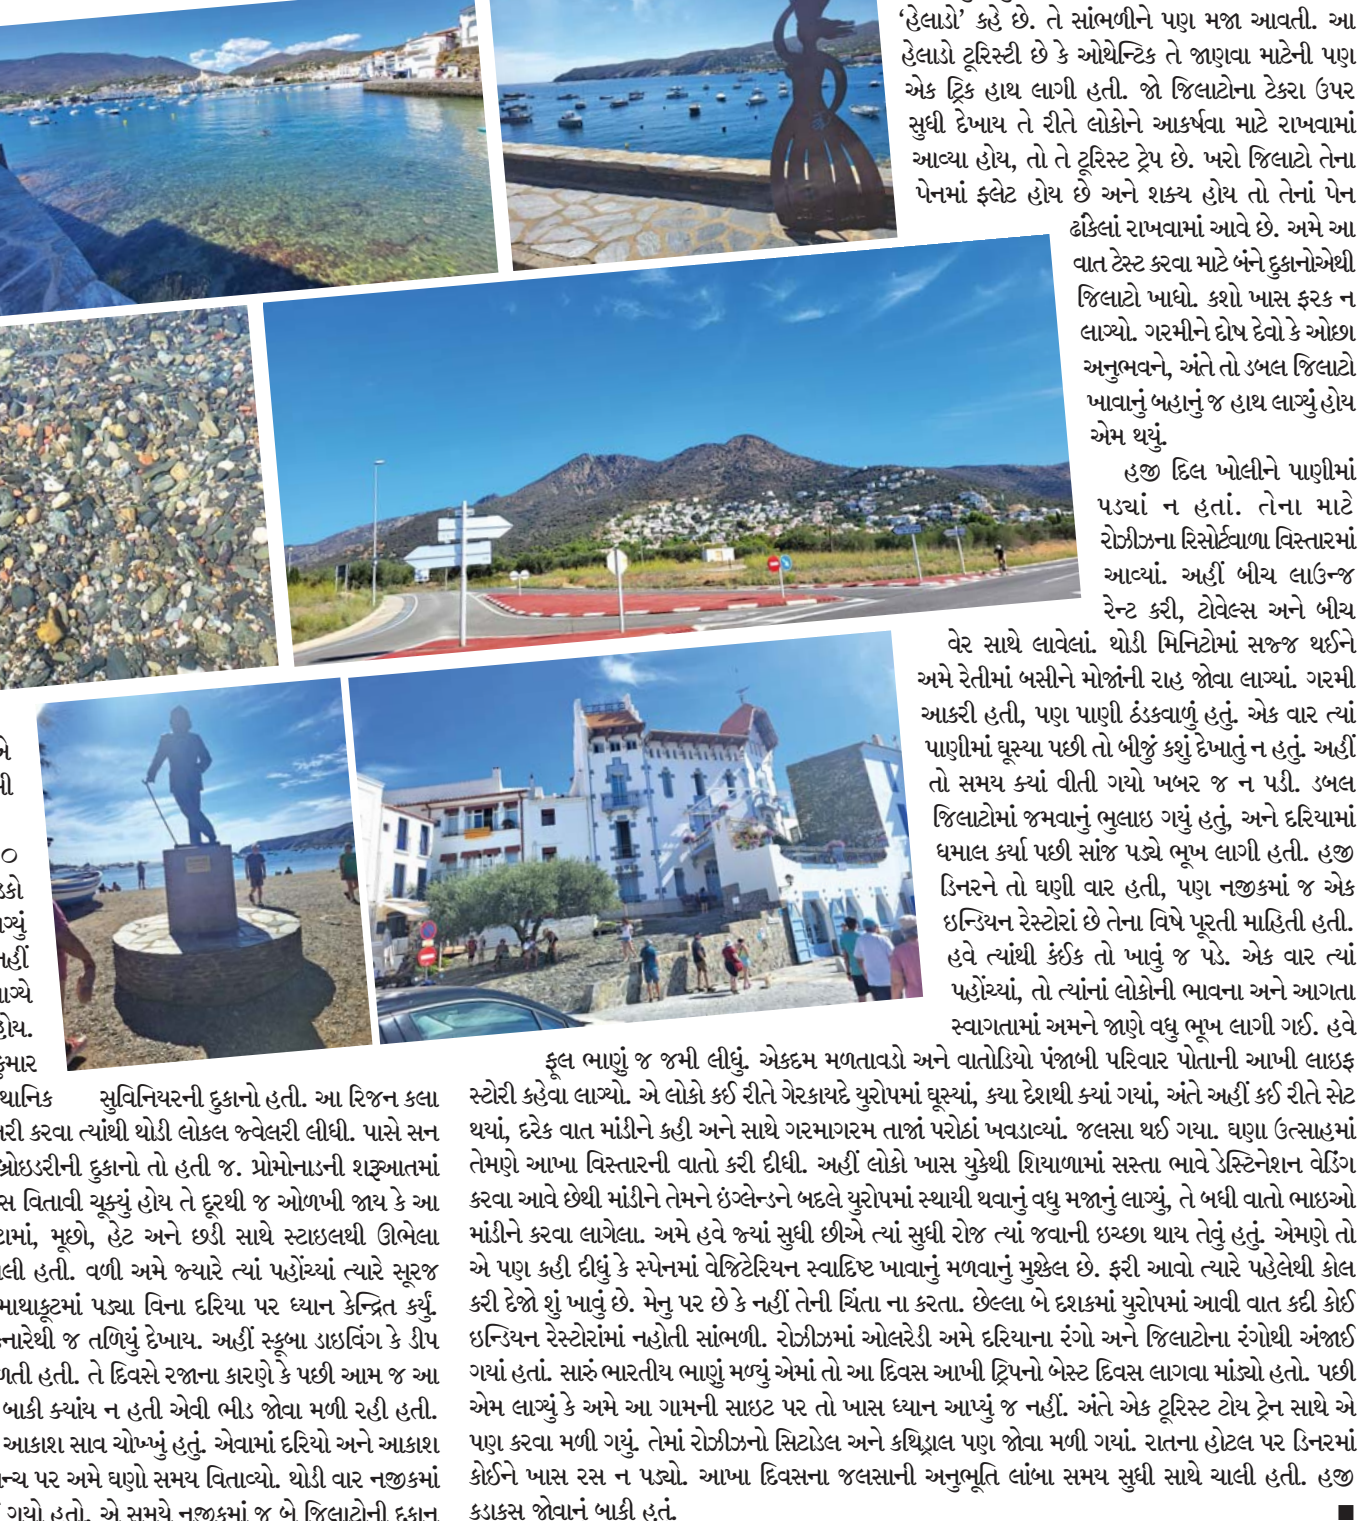 એ
ી
૦
ડકો
ાગ્યું
નહીં
ાગ્યે
હોય.
કુમાર
થાનિક સુવિનિયરની દુકાનો હતી. આ રિજન કલા
રી કરવા ત્યાંથી થોડી લોકલ જ્વેલરી લીધી. પાસે સન
બ્રોઇડરીની દુકાનો તો હતી જ. પ્રોમોનાડની શરૂઆતમાં
સ વિતાવી ચૂક્યું હોય તે દૂરથી જ ઓળખી જાય કે આ
ટામાં, મૂછો, હેટ અને છડી સાથે સ્ટાઇલથી ઊભેલા
લી હતી. વળી અમે જ્યારે ત્યાં પહોંચ્યાં ત્યારે સૂરજ
માથાકૂટમાં પડ્યા વિના દરિયા પર ધ્યાન કેન્દ્રિત કર્યું.
નારેથી જ તળિયું દેખાય. અહીં સ્કૂબા ડાઇવિંગ કે ડીપ
ળતી હતી. તે દિવસે રજાના કારણે કે પછી આમ જ આ
બાકી ક્યાંય ન હતી એવી ભીડ જોવા મળી રહી હતી.
આકાશ સાવ ચોખ્ખું હતું. એવામાં દરિયો અને આકાશ
ન્ચ પર અમે ઘણો સમય વિતાવ્યો. થોડી વાર નજીકમાં
ગયો હતો. એ સમયે નજીકમાં જ બે જિલાટોની દુકાન
‘હેલાડો’ કહે છે. તે સાંભળીને પણ મજા આવતી. આ
હેલાડો ટૂરિસ્ટી છે કે ઓથેન્ટિક તે જાણવા માટેની પણ
એક ટ્રિક હાથ લાગી હતી. જો જિલાટોના ટેકરા ઉપર
સુધી દેખાય તે રીતે લોકોને આકર્ષવા માટે રાખવામાં
આવ્યા હોય, તો તે ટૂરિસ્ટ ટ્રેપ છે. ખરો જિલાટો તેના
પેનમાં ફ્લેટ હોય છે અને શક્ય હોય તો તેનાં પેન
ઢાંકેલાં રાખવામાં આવે છે. અમે આ
વાત ટેસ્ટ કરવા માટે બંને દુકાનોએથી
જિલાટો ખાધો. કશો ખાસ ફરક ન
લાગ્યો. ગરમીને દોષ દેવો કે ઓછા
અનુભવને, અંતે તો ડબલ જિલાટો
ખાવાનું બહાનું જ હાથ લાગ્યું હોય
એમ થયું.
હજી દિલ ખોલીને પાણીમાં
પડ્યાં ન હતાં. તેના માટે
રોઝીઝના રિસોર્ટવાળા વિસ્તારમાં
આવ્યાં. અહીં બીચ લાઉન્જ
રેન્ટ કરી, ટોવેલ્સ અને બીચ
વેર સાથે લાવેલાં. થોડી મિનિટોમાં સજ્જ થઈને
અમે રેતીમાં બસીને મોજાંની રાહ જોવા લાગ્યાં. ગરમી
આકરી હતી, પણ પાણી ઠંડકવાળું હતું. એક વાર ત્યાં
પાણીમાં ઘૂસ્યા પછી તો બીજું કશું દેખાતું ન હતું. અહીં
તો સમય ક્યાં વીતી ગયો ખબર જ ન પડી. ડબલ
જિલાટોમાં જમવાનું ભુલાઇ ગયું હતું, અને દરિયામાં
ધમાલ કર્યા પછી સાંજ પડ્યે ભૂખ લાગી હતી. હજી
ડિનરને તો ઘણી વાર હતી, પણ નજીકમાં જ એક
ઇન્ડિયન રેસ્ટોરાં છે તેના વિષે પૂરતી માહિતી હતી.
હવે ત્યાંથી કંઈક તો ખાવું જ પડે. એક વાર ત્યાં
પહોંચ્યાં, તો ત્યાંનાં લોકોની ભાવના અને આગતા
સ્વાગતામાં અમને જાણે વધુ ભૂખ લાગી ગઈ. હવે
ફૂલ ભાણું જ જમી લીધું. એકદમ મળતાવડો અને વાતોડિયો પંજાબી પરિવાર પોતાની આખી લાઇફ
સ્ટોરી કહેવા લાગ્યો. એ લોકો કઈ રીતે ગેરકાયદે યુરોપમાં ઘૂસ્યાં, કયા દેશથી ક્યાં ગયાં, અંતે અહીં કઈ રીતે સેટ
થયાં, દરેક વાત માંડીને કહી અને સાથે ગરમાગરમ તાજાં પરોઠાં ખવડાવ્યાં. જલસા થઈ ગયા. ઘણા ઉત્સાહમાં
તેમણે આખા વિસ્તારની વાતો કરી દીધી. અહીં લોકો ખાસ યુકેથી શિયાળામાં સસ્તા ભાવે ડેસ્ટિનેશન વેડિંગ
કરવા આવે છેથી માંડીને તેમને ઇંગ્લેન્ડને બદલે યુરોપમાં સ્થાયી થવાનું વધુ મજાનું લાગ્યું, તે બધી વાતો ભાઇઓ
માંડીને કરવા લાગેલા. અમે હવે જ્યાં સુધી છીએ ત્યાં સુધી રોજ ત્યાં જવાની ઇચ્છા થાય તેવું હતું. એમણે તો
એ પણ કહી દીધું કે સ્પેનમાં વેજિટેરિયન સ્વાદિષ્ટ ખાવાનું મળવાનું મુશ્કેલ છે. ફરી આવો ત્યારે પહેલેથી કોલ
કરી દેજો શું ખાવું છે. મેનુ પર છે કે નહીં તેની ચિંતા ના કરતા. છેલ્લા બે દશકમાં યુરોપમાં આવી વાત કદી કોઈ
ઇન્ડિયન રેસ્ટોરાંમાં નહોતી સાંભળી. રોઝીઝમાં ઓલરેડી અમે દરિયાના રંગો અને જિલાટોના રંગોથી અંજાઈ
ગયાં હતાં. સારું ભારતીય ભાણું મળ્યું એમાં તો આ દિવસ આખી ટ્રિપનો બેસ્ટ દિવસ લાગવા માંડ્યો હતો. પછી
એમ લાગ્યું કે અમે આ ગામની સાઇટ પર તો ખાસ ધ્યાન આપ્યું જ નહીં. અંતે એક ટૂરિસ્ટ ટોય ટ્રેન સાથે એ
પણ કરવા મળી ગયું. તેમાં રોઝીઝનો સિટાડેલ અને કથિડ્રાલ પણ જોવા મળી ગયાં. રાતના હોટલ પર ડિનરમાં
કોઈને ખાસ રસ ન પડ્યો. આખા દિવસના જલસાની અનુભૂતિ લાંબા સમય સુધી સાથે ચાલી હતી. હજી
કડાકસ જોવાનું બાકી હતું.